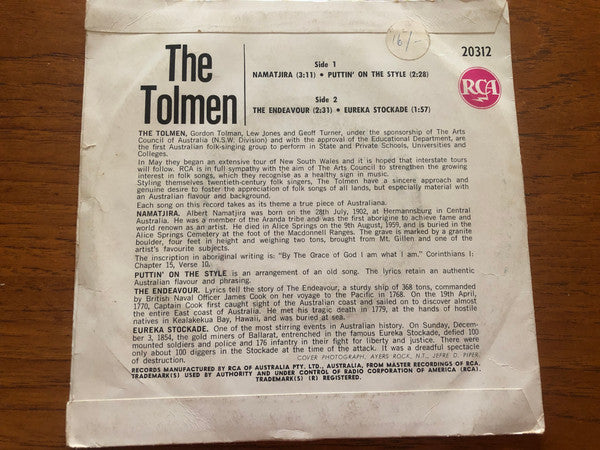 16/-
20312
The
Tolmen
Side 1
NAMATJIRA (3:11) • PUTTIN' ON THE STYLE (2:28)
Side 2
THE ENDEAVOUR (2:31) • EUREKA STOCKADE (1:57)
RCA
THE TOLMEN, Gordon Tolman, Lew Jones and Geoff Turner, under the sponsorship of The Arts
Council of Australia (N.S.W. Division) and with the approval of the Educational Department, are
the first Australian folk-singing group to perform in State and Private Schools, Universities and
Colleges.
In May they began an extensive tour of New South Wales and it is hoped that interstate tours
will follow. RCA is in full sympathy with the aim of The Arts Council to strengthen the growing
interest in folk songs, which they recognise as a healthy sign in music.
Styling themselves twentieth-century folk singers, The Tolmen have a sincere approach and
genuine desire to foster the appreciation of folk songs of all lands, but especially material with
an Australian flavour and background.
Each song on this record takes as its theme a true piece of Australiana.
NAMATJIRA. Albert Namatjira was born on the 28th July, 1902, at Hermannsburg in Central
Australia. He was a member of the Aranda tribe and was the first aborigine to achieve fame and
world renown as an artist. He died in Alice Springs on the 9th August, 1959, and is buried in the
Alice Springs Cemetery at the foot of the Macdonnell Ranges. The grave is marked by a granite
boulder, four feet in height and weighing two tons, brought from Mt. Gillen and one of the
artist's favourite subjects.
The inscription in aboriginal writing is: "By The Grace of God I am what I am." Corinthians I:
Chapter 15, Verse 10.
PUTTIN' ON THE STYLE is an arrangement of an old song. The lyrics retain an authentic
Australian flavour and phrasing.
THE ENDEAVOUR. Lyrics tell the story of The Endeavour, a sturdy ship of 368 tons, commanded
by British Naval Officer James Cook on her voyage to the Pacific in 1768. On the 19th April,
1770, Captain Cook first caught sight of the Australian coast and sailed on to discover almost
the entire East coast of Australia. He met his tragic death in 1779, at the hands of hostile
natives in Kealakekua Bay, Hawaii, and was buried at sea.
EUREKA STOCKADE. One of the most stirring events in Australian history. On Sunday, Decem-
ber 3, 1854, the gold miners of Ballarat, entrenched in the famous Eureka Stockade, defied 100
mounted soldiers and police and 176 infantry in their fight for liberty and justice. There were
only about 100 diggers in the Stockade at the time of the attack. It was a dreadful spectacle
of destruction.
COVER PHOTOGRAPH, AYERS ROCK, N.T., JEFRE D. PIPER
RECORDS MANUFACTURED BY RCA OF AUSTRALIA PTY. LTD., AUSTRALIA, FROM MASTER RECORDINGS OF RCA.
TRADEMARK(S) USED BY AUTHORITY AND UNDER CONTROL OF RADIO CORPORATION OF AMERICA (RCA).
TRADEMARK(S) (R) REGISTERED.